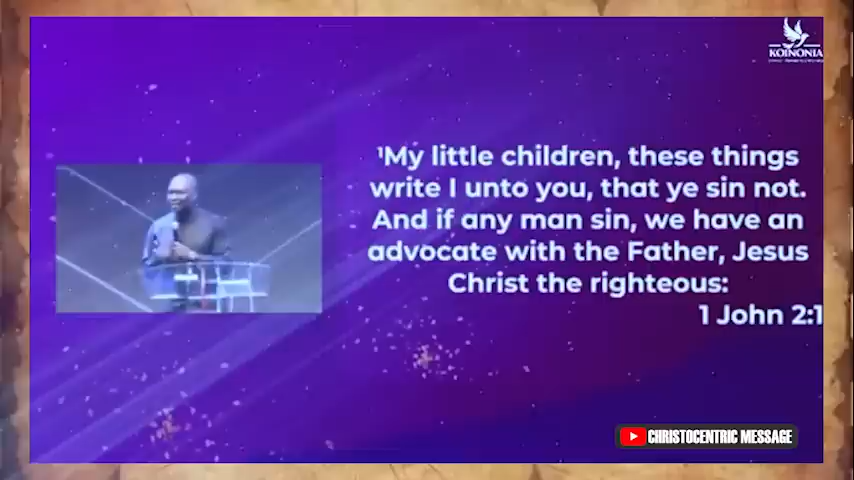 KOINONIA
¹My little children, these things
write I unto you, that ye sin not.
And if any man sin, we have an
advocate with the Father, Jesus
Christ the righteous:
1 John 2:1
CHRISTOCENTRIC MESSAGE